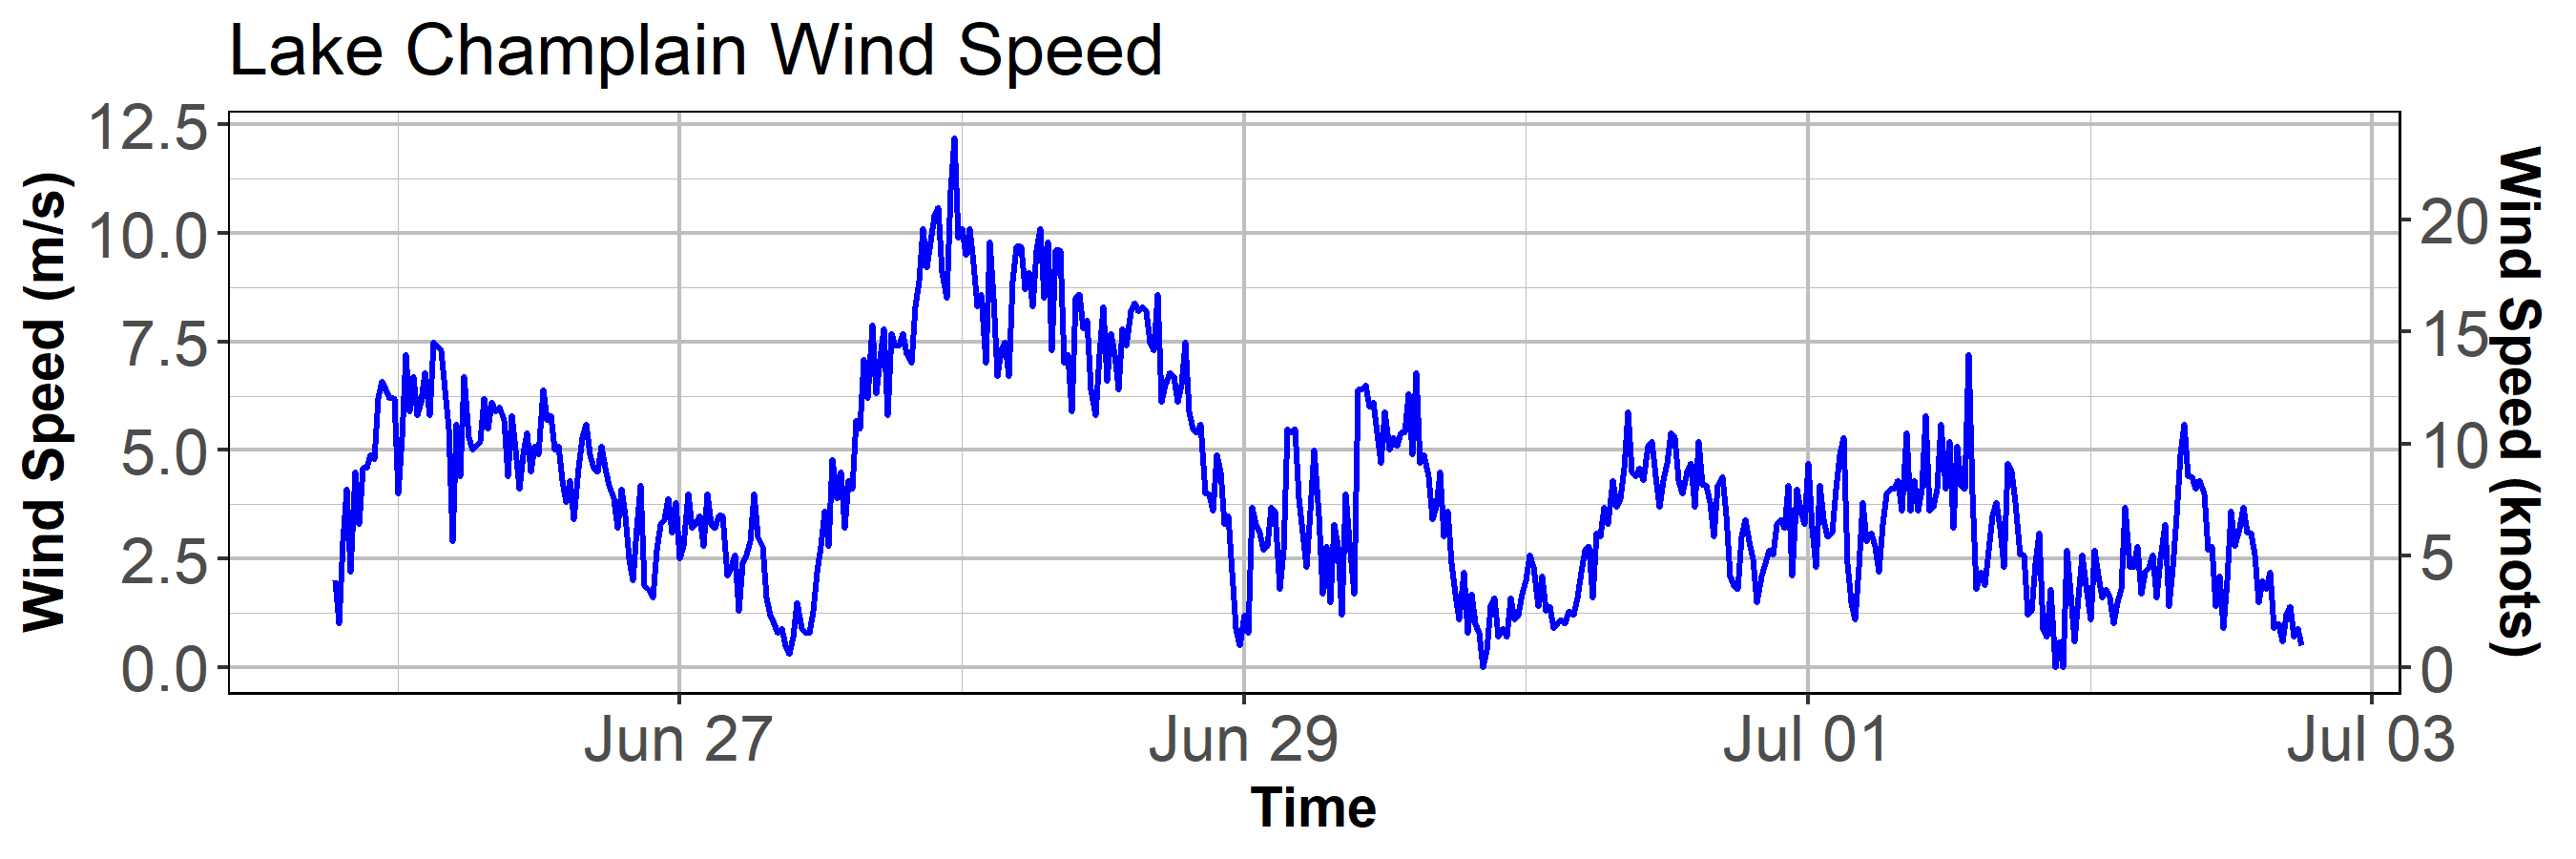 Lake Champlain Wind Speed
Wind Speed (m/s)
12.5
10.0
7.5
5.0
2.5
0.0
20
15
10
5
0
Wind Speed (knots)
Jun 27
Jun 29
Jul 01
Jul 03
Time